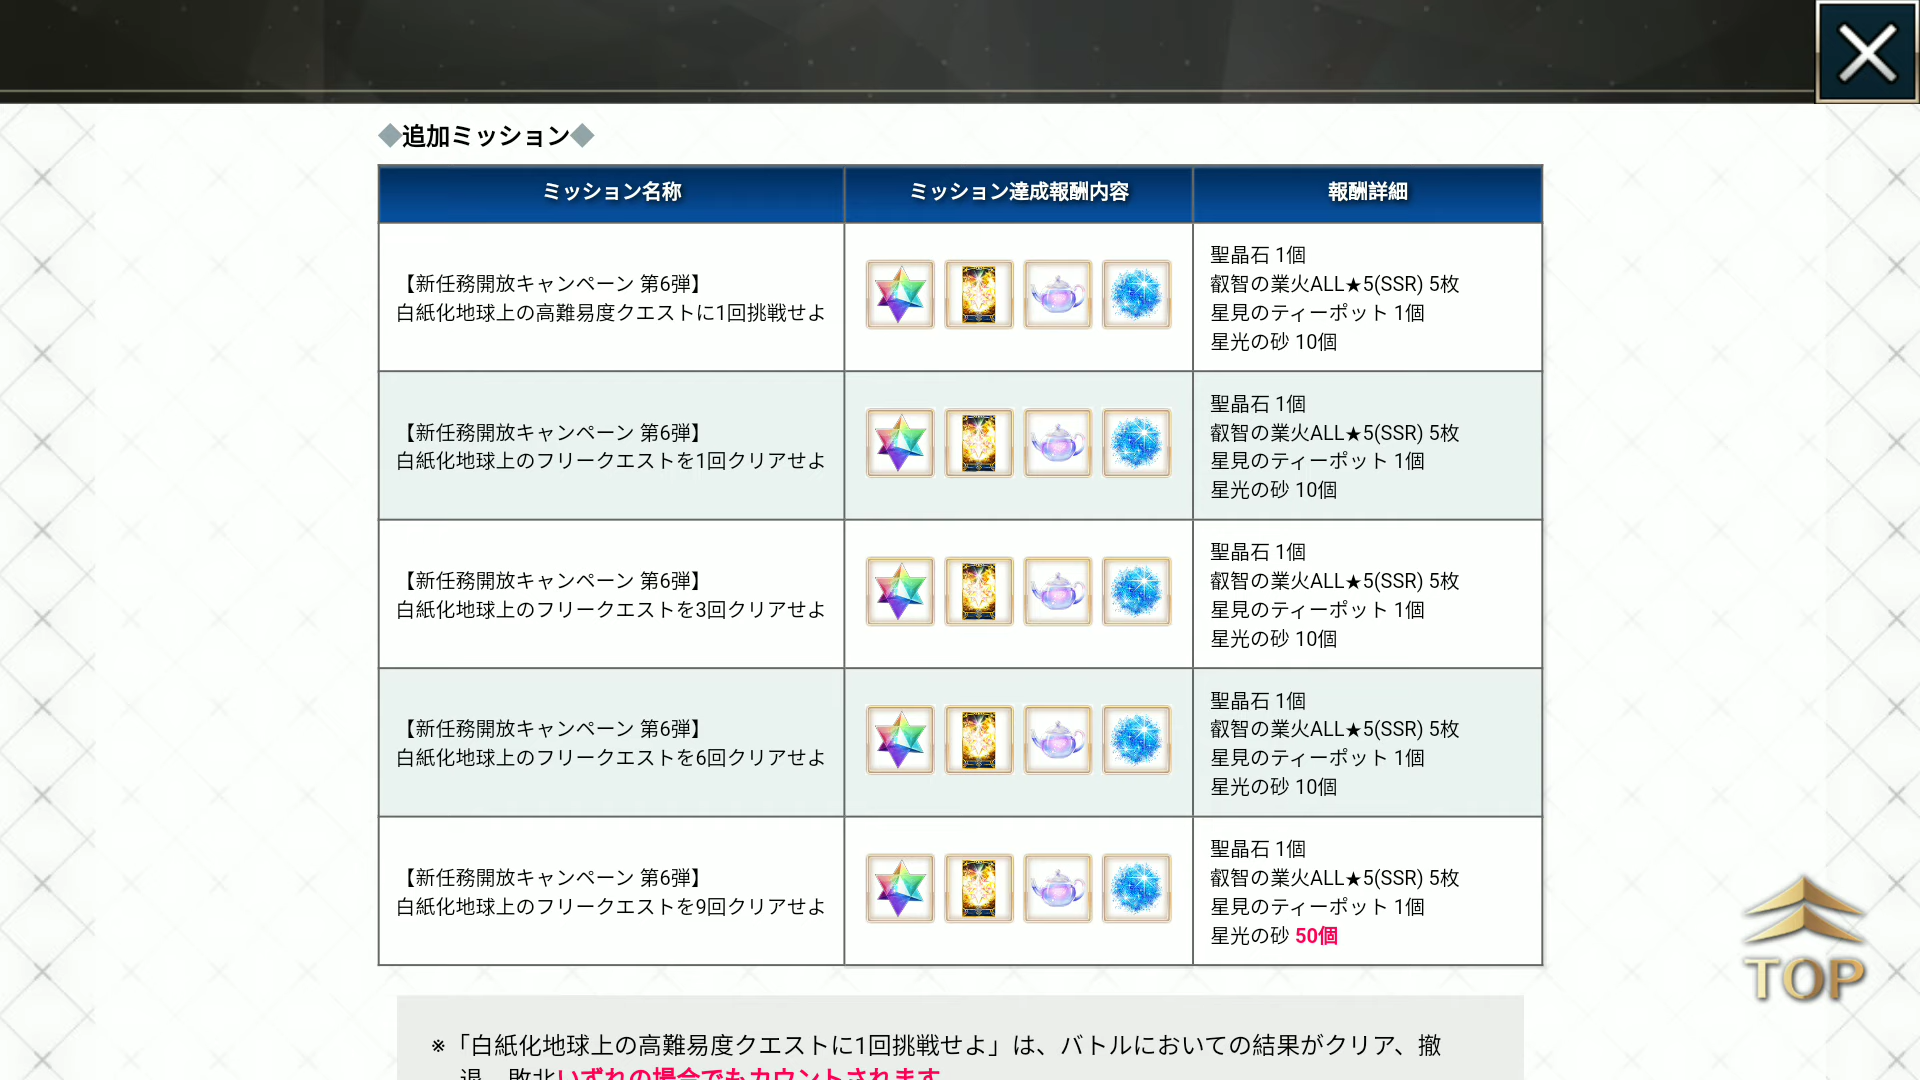 ◆追加ミッション◆
ミッション名称
ミッション達成報酬内容
報酬詳細
【新任務開放キャンペーン 第6弾】
白紙化地球上の高難易度クエストに1回挑戦せよ
聖晶石 1個
叡智の業火ALL★5(SSR) 5枚
星見のティーポット 1個
星光の砂 10個
【新任務開放キャンペーン 第6弾】
白紙化地球上のフリークエストを1回クリアせよ
聖晶石 1個
叡智の業火ALL★5(SSR) 5枚
星見のティーポット 1個
星光の砂 10個
【新任務開放キャンペーン 第6弾】
白紙化地球上のフリークエストを3回クリアせよ
聖晶石 1個
叡智の業火ALL★5(SSR) 5枚
星見のティーポット 1個
星光の砂 10個
【新任務開放キャンペーン 第6弾】
白紙化地球上のフリークエストを6回クリアせよ
聖晶石 1個
叡智の業火ALL★5(SSR) 5枚
星見のティーポット 1個
星光の砂 10個
【新任務開放キャンペーン 第6弾】
白紙化地球上のフリークエストを9回クリアせよ
聖晶石 1個
叡智の業火ALL★5(SSR) 5枚
星見のティーポット 1個
星光の砂 50個
TOP
※「白紙化地球上の高難易度クエストに1回挑戦せよ」は、バトルにおいての結果がクリア、撤
退、敗北いずれの場合でもカウントされます